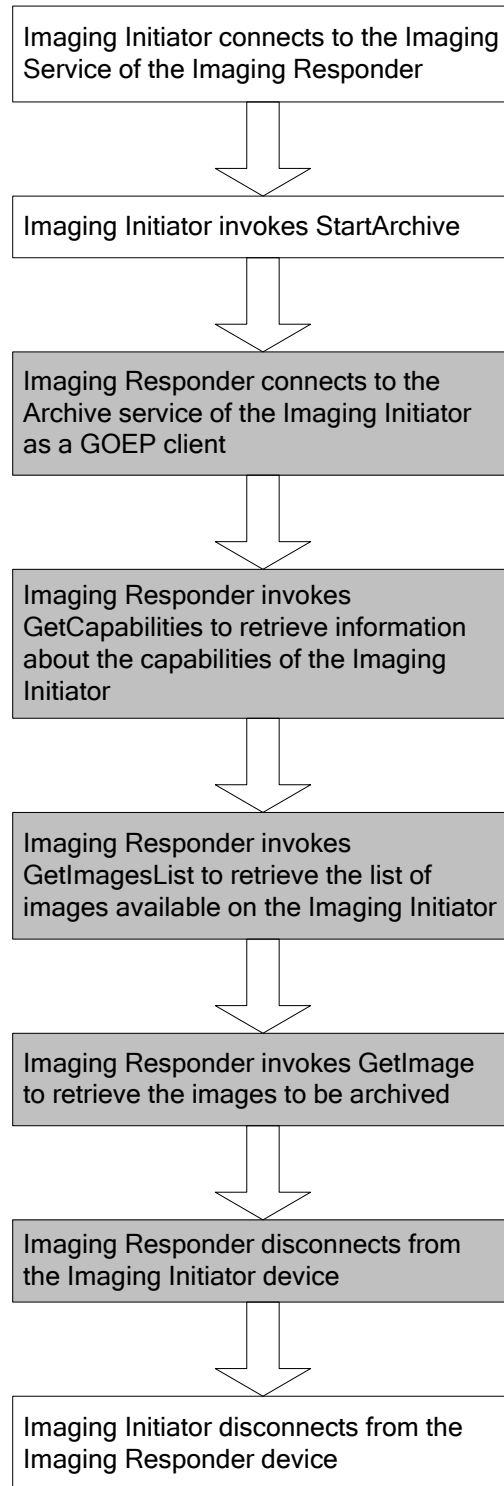 Imaging Initiator connects to the Imaging
Service of the Imaging Responder
Imaging Initiator invokes StartArchive
Imaging Responder connects to the
Archive service of the Imaging Initiator
as a GOEP client
Imaging Responder invokes
GetCapabilities to retrieve information
about the capabilities of the Imaging
Initiator
Imaging Responder invokes
GetImagesList to retrieve the list of
images available on the Imaging Initiator
Imaging Responder invokes GetImage
to retrieve the images to be archived
Imaging Responder disconnects from
the Imaging Initiator device
Imaging Initiator disconnects from the
Imaging Responder device